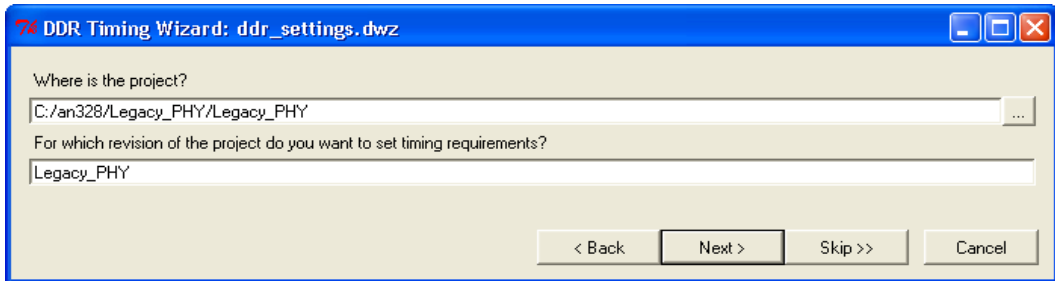 DDR Timing Wizard: ddr_settings.dwz
Where is the project?
C:/an328/Legacy_PHY/Legacy_PHY
...
For which revision of the project do you want to set timing requirements?
Legacy_PHY
< Back Next > Skip >> Cancel